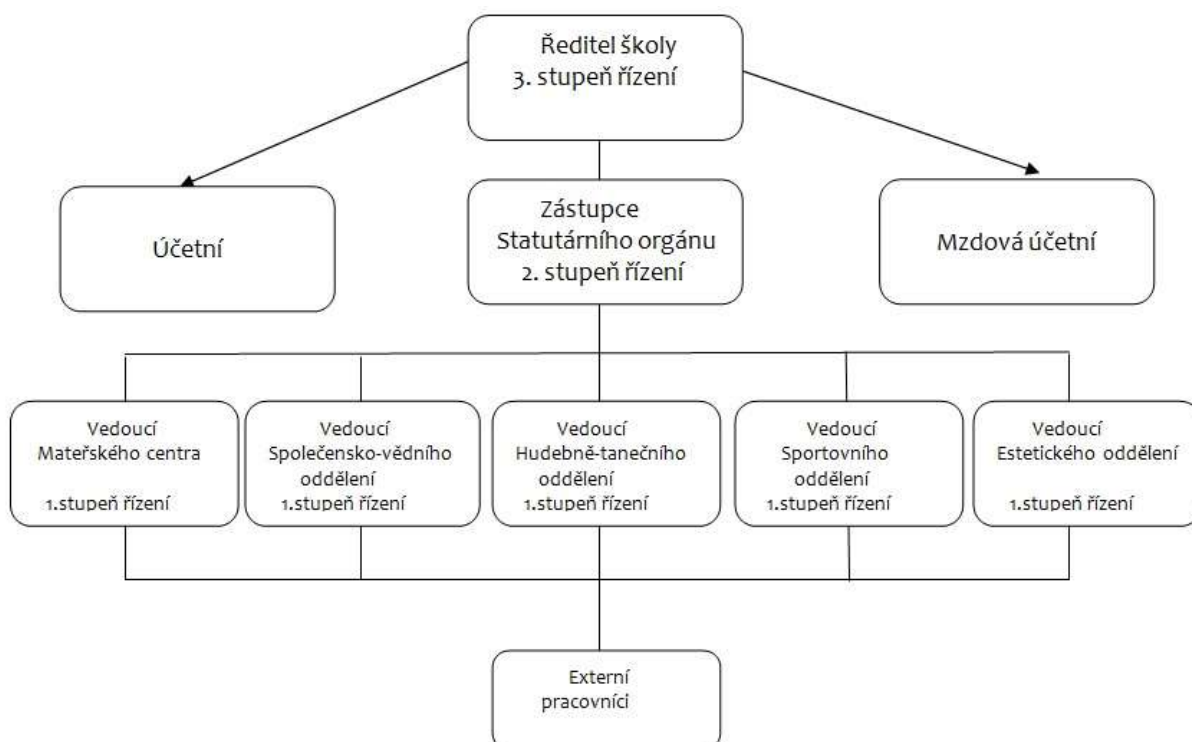 Ředitel školy
3. stupeň řízení
Účetní
Zástupce
Statutárního orgánu
2. stupeň řízení
Mzdová účetní
Vedoucí
Mateřského centra
1.stupeň řízení
Vedoucí
Společensko-vědního
oddělení
1.stupeň řízení
Vedoucí
Hudebně-tanečního
oddělení
1.stupeň řízení
Vedoucí
Sportovního
oddělení
1.stupeň řízení
Vedoucí
Estetického oddělení
1.stupeň řízení
Externí
pracovníci